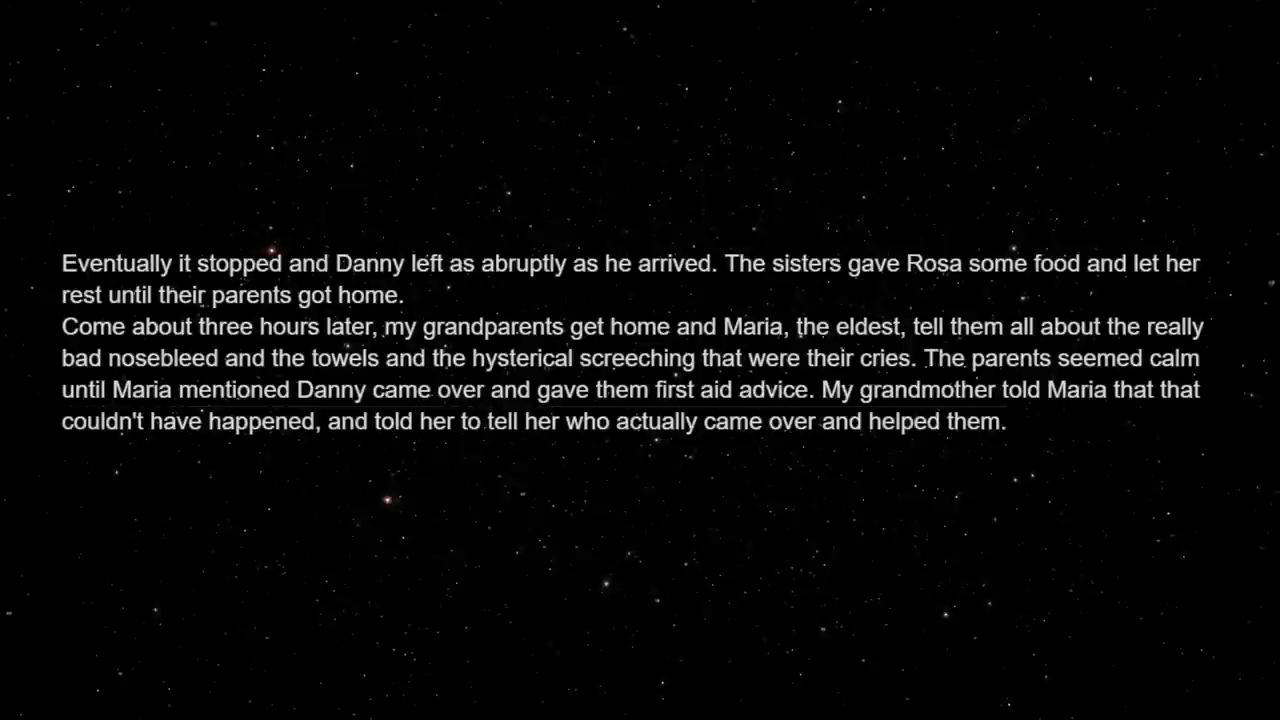 Eventually it stopped and Danny left as abruptly as he arrived. The sisters gave Rosa some food and let her
rest until their parents got home.
Come about three hours later, my grandparents get home and Maria, the eldest, tell them all about the really
bad nosebleed and the towels and the hysterical screeching that were their cries. The parents seemed calm
until Maria mentioned Danny came over and gave them first aid advice. My grandmother told Maria that that
couldn't have happened, and told her to tell her who actually came over and helped them.